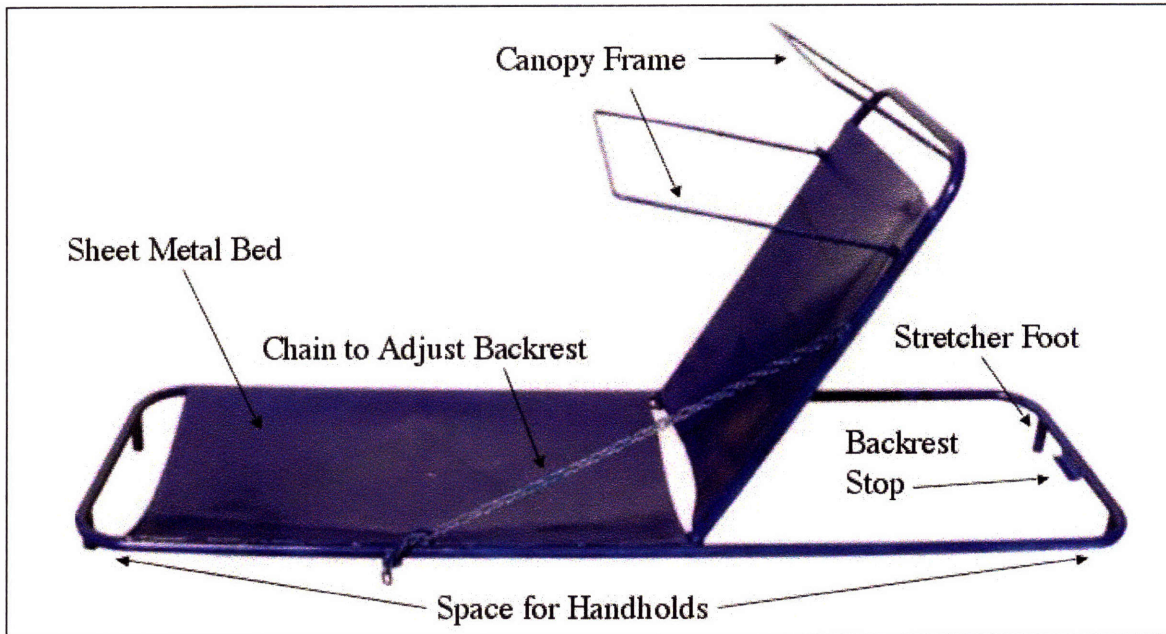 Canopy Frame
Sheet Metal Bed
Chain to Adjust Backrest
Stretcher Foot
Backrest
Stop
Space for Handholds